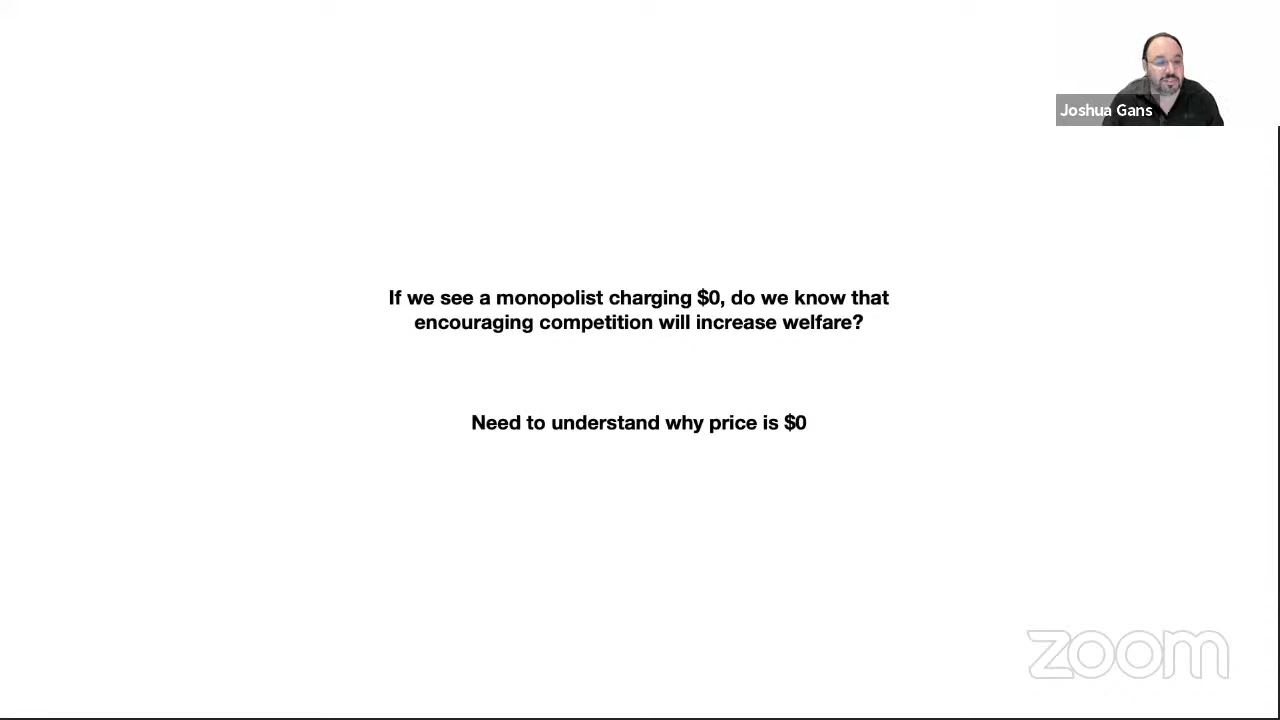 Joshua Gans
If we see a monopolist charging $0, do we know that
encouraging competition will increase welfare?
Need to understand why price is $0
zoom